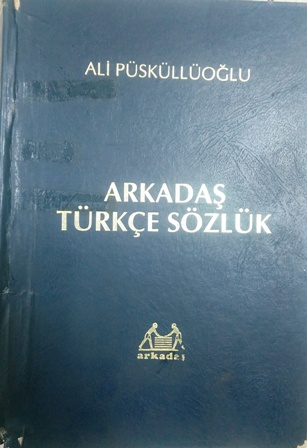 ALİ PÜSKÜLLÜOĞLU
ARKADAŞ
TÜRKÇE SÖZLÜK
arkadaş